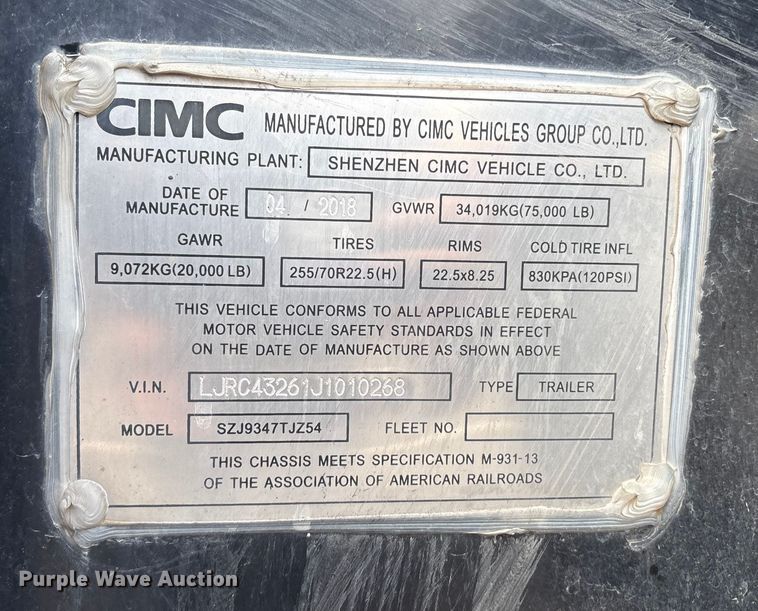 CIMC MANUFACTURED BY CIMC VEHICLES GROUP CO.,LTD.
MANUFACTURING PLANT: SHENZHEN CIMC VEHICLE CO., LTD.
DATE OF MANUFACTURE 04 / 2018 GVWR 34,019KG(75,000 LB)
GAWR TIRES RIMS COLD TIRE INFL
9,072KG(20,000 LB) 255/70R22.5(H) 22.5x8.25 830KPA(120PSI)
THIS VEHICLE CONFORMS TO ALL APPLICABLE FEDERAL
MOTOR VEHICLE SAFETY STANDARDS IN EFFECT
ON THE DATE OF MANUFACTURE AS SHOWN ABOVE
V.I.N. LJRC43261J1010268 TYPE TRAILER
MODEL SZJ9347TJZ54 FLEET NO.
THIS CHASSIS MEETS SPECIFICATION M-931-13
OF THE ASSOCIATION OF AMERICAN RAILROADS
Purple Wave Auction